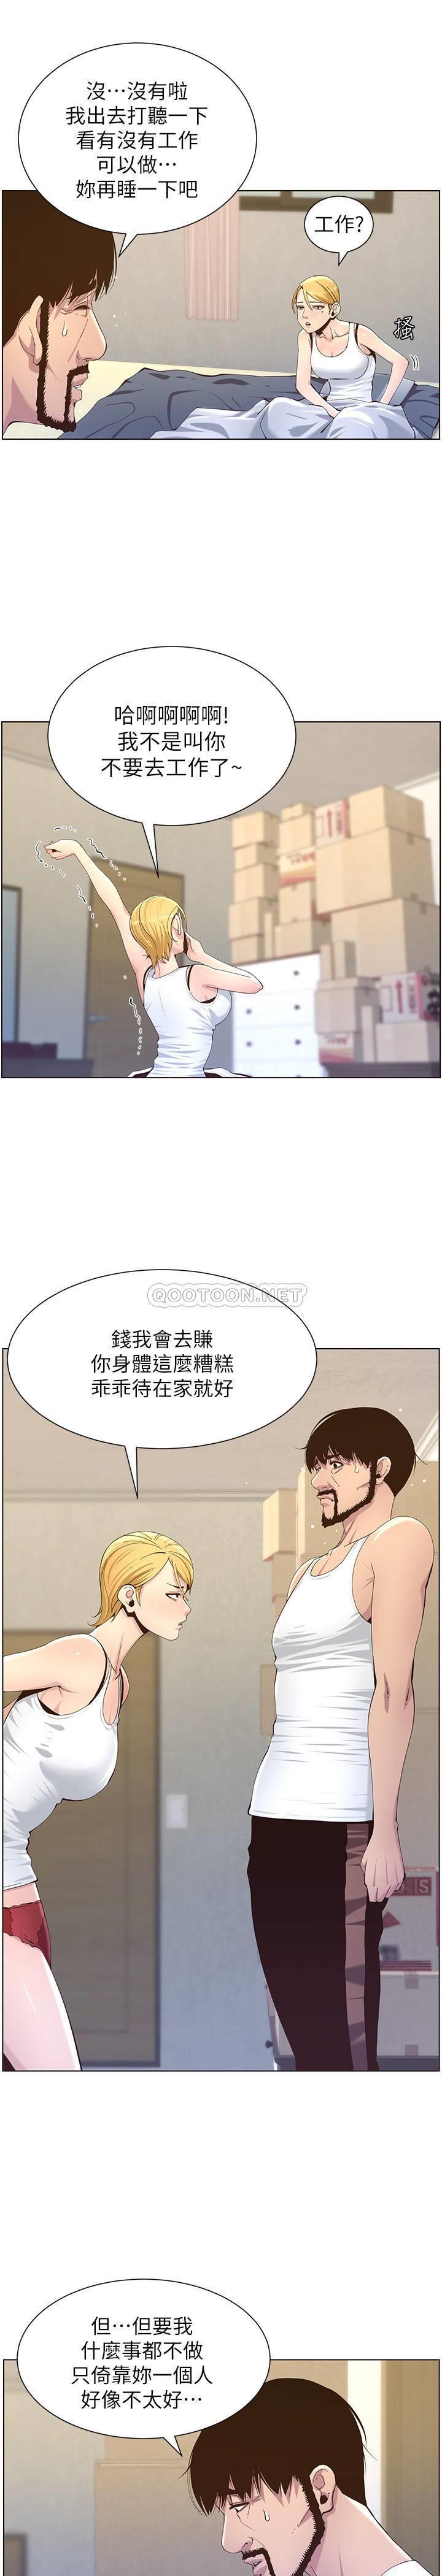 沒…沒有啦
我出去打聽一下
看有沒有工作
可以做…
妳再睡一下吧
工作?
搔
哈啊啊啊啊!
我不是叫你
不要去工作了~
QOOTOON.NET
錢我會去賺
你身體這麼糟糕
乖乖待在家就好
但…但要我
什麼事都不做
只倚靠妳一個人
好像不太好…